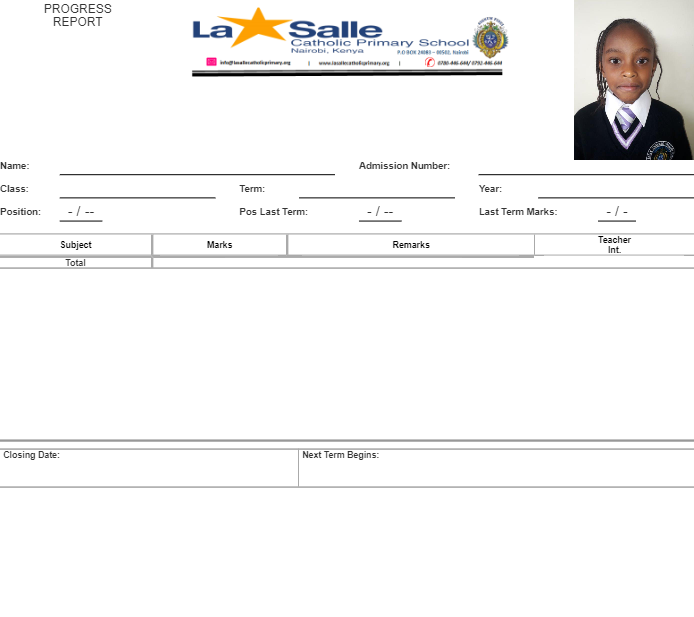 PROGRESS
REPORT
La Salle
Catholic Primary School
Nairobi, Kenya
P.O BOX 24083 - 00502, Nairobi
info@lasallecatholicprimary.org | www.lasallecatholicprimary.org | 0780-446-644/ 0792-446-644
Name: Admission Number:
Class: Term: Year:
Position: - / -- Pos Last Term: - / -- Last Term Marks: - / -
Subject Marks Remarks Teacher
Int.
Total
Closing Date: Next Term Begins: